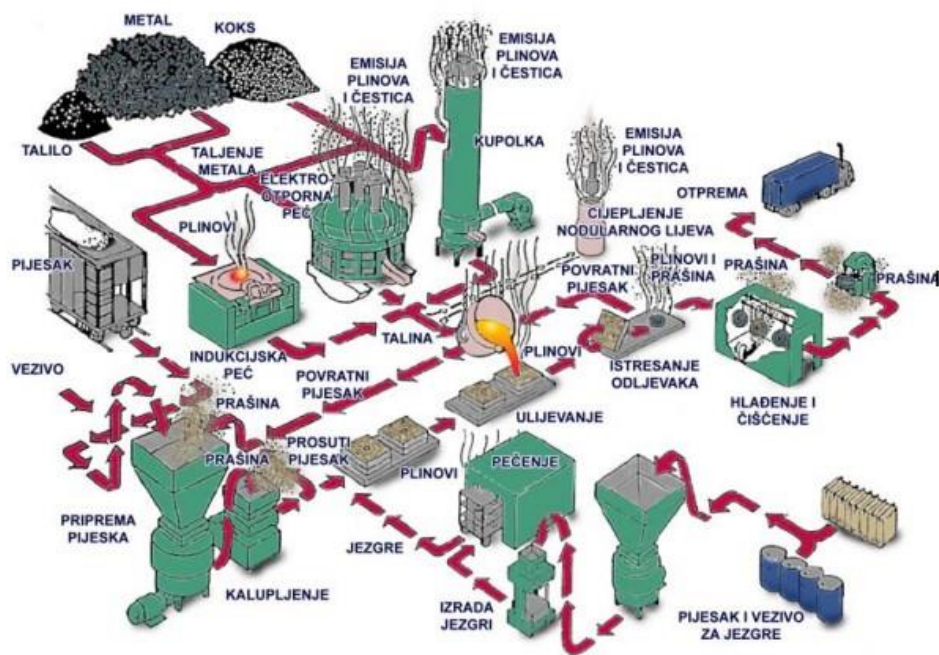 METAL
KOKS
TALILO
TALJENJE
METALA
EMISIJA
PLINOVA
I ČESTICA
EMISIJA
PLINOVA
I ČESTICA
ELEKTRO-
OTPORNA
PEĆ
KUPOLKA
EMISIJA
PLINOVA
I ČESTICA
CIJEPLJENJE
NODULARNOG LIJEVA
OTPREMA
PIJESAK
PLINOVI
INDUKCIJSKA
PEĆ
TALINA
POVRATNI
PIJESAK
PLINOVI I
PRAŠINA
PRAŠINA
PRAŠINA
PLINOVI
ISTRESANJE
ODLJEVAKA
HLAĐENJE I
ČIŠĆENJE
VEZIVO
POVRATNI
PIJESAK
PRAŠINA
PRAŠINA
PROSUTI
PIJESAK
PLINOVI
ULIJEVANJE
PEČENJE
PRIPREMA
PIJESKA
KALUPLJENJE
JEZGRE
IZRADA
JEZGRI
PIJESAK I VEZIVO
ZA JEZGRE